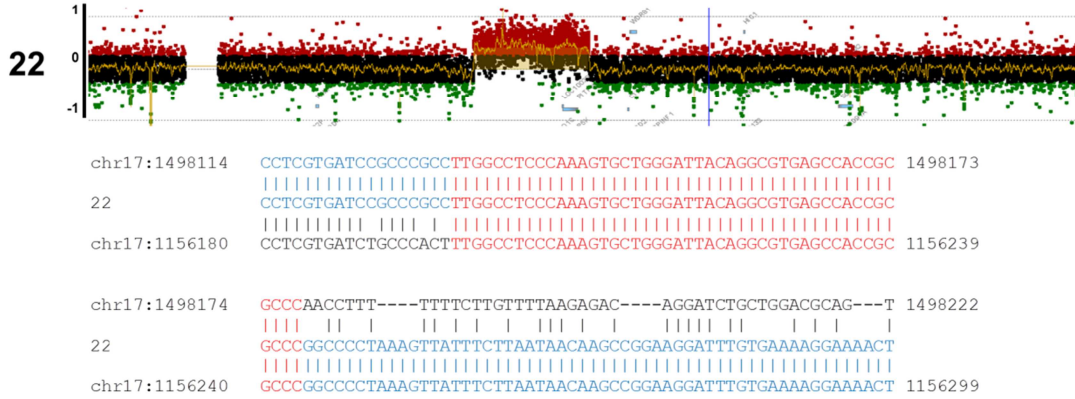 1
22
0
-1
chr17:1498114 CCTCGTGATCCGCCCGCCTTGGCCTCCCAAAGTGCTGGGATTACAGGCGTGAGCCACCGC 1498173
22 CCTCGTGATCCGCCCGCCTTGGCCTCCCAAAGTGCTGGGATTACAGGCGTGAGCCACCGC
chr17:1156180 CCTCGTGATCTGCCCACTTTGGCCTCCCAAAGTGCTGGGATTACAGGCGTGAGCCACCGC 1156239
chr17:1498174 GCCCAACCTTT----TTTTCTTGTTTTAAGAGAC----AGGATCTGCTGGACGCAG---T 1498222
22 GCCCGGCCCCTAAAGTTATTTCTTAATAACAAGCCGGAAGGATTTGTGAAAAGGAAAACT
chr17:1156240 GCCCGGCCCCTAAAGTTATTTCTTAATAACAAGCCGGAAGGATTTGTGAAAAGGAAAACT 1156299